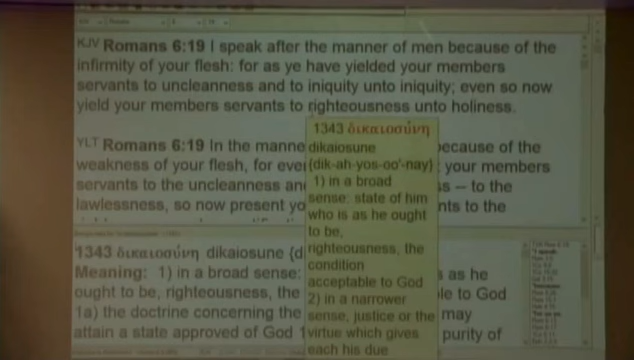 KJV Romans 6:19 I speak after the manner of men because of the
infirmity of your flesh: for as ye have yielded your members
servants to uncleanness and to iniquity unto iniquity; even so now
yield your members servants to righteousness unto holiness.
YLT Romans 6:19 In the manne
weakness of your flesh, for eve
servants to the uncleanness an
lawlessness, so now present yo
ecause of the
your members
s -- to the
nts to the
1343 δικαιοσύνη
dikaiosune
(dik-ah-yos-oo'-nay)
1) in a broad
sense: state of him
who is as he ought
to be,
righteousness, the
condition
acceptable to God
2) in a narrower
sense, justice or the
virtue which gives
each his due
1343 δικαιοσύνη dikaiosune {d
Meaning: 1) in a broad sense:
ought to be, righteousness, the
1a) the doctrine concerning the
attain a state approved of God
s as he
le to God
may
purity of